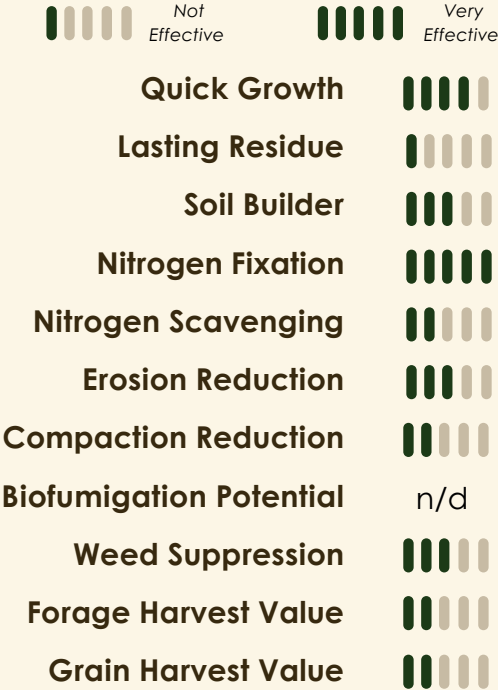 Not
Effective
Very
Effective
Quick Growth
Lasting Residue
Soil Builder
Nitrogen Fixation
Nitrogen Scavenging
Erosion Reduction
Compaction Reduction
Biofumigation Potential n/d
Weed Suppression
Forage Harvest Value
Grain Harvest Value